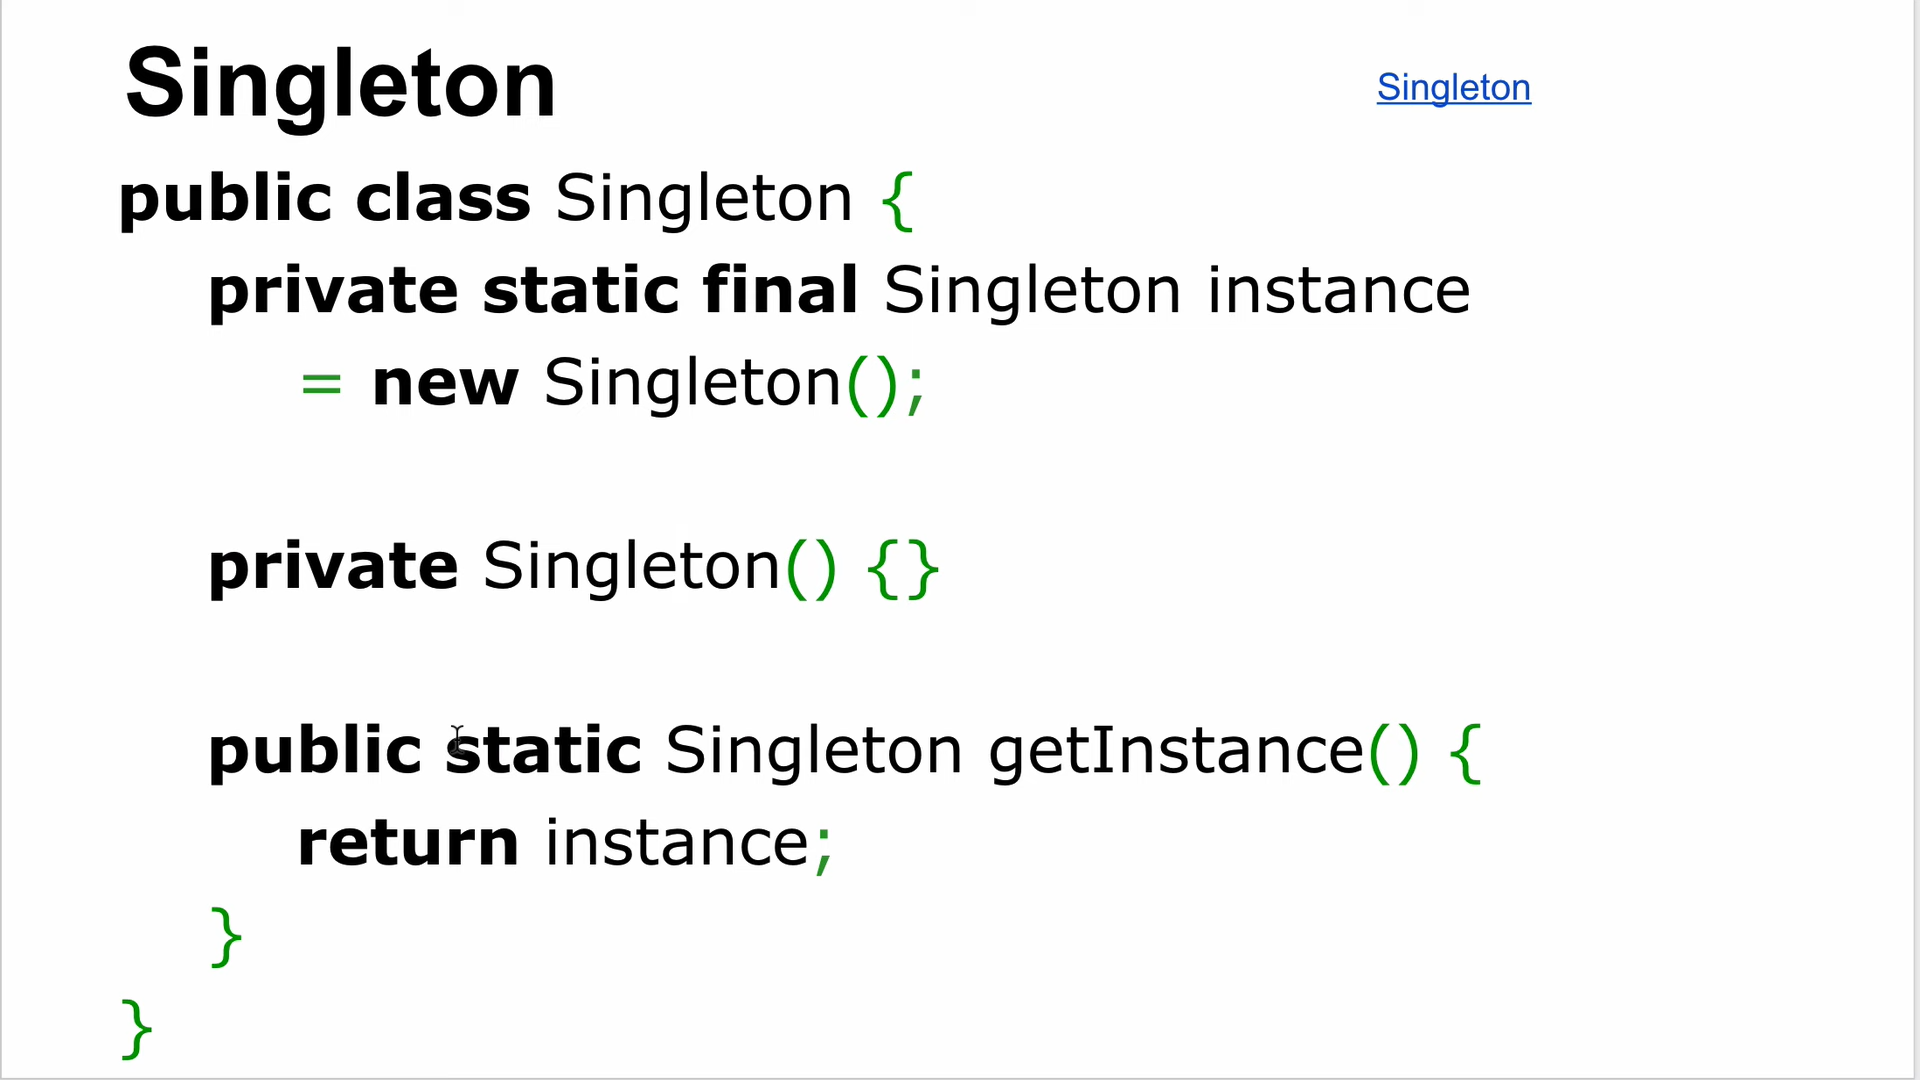 Singleton
Singleton
public class Singleton {
private static final Singleton instance
= new Singleton();
private Singleton() {}
public static Singleton getInstance() {
return instance;
}
}